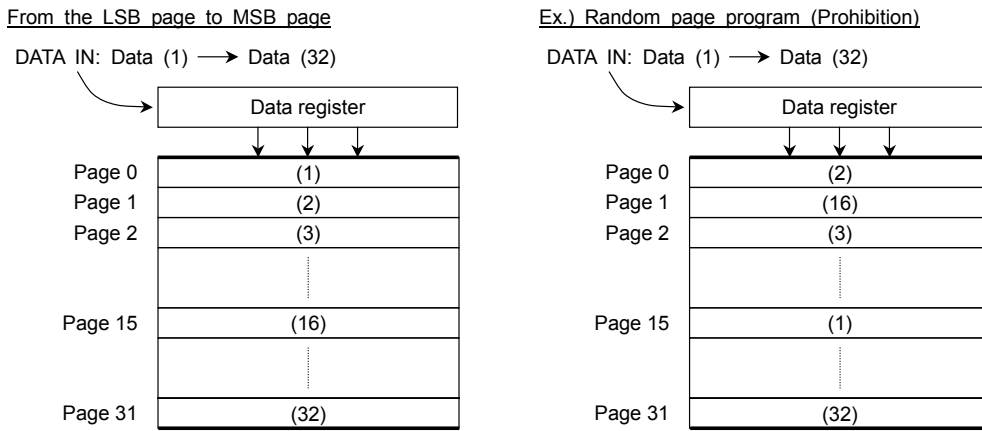 From the LSB page to MSB page
DATA IN: Data (1) → Data (32)
Data register
Page 0 (1)
Page 1 (2)
Page 2 (3)
Page 15 (16)
Page 31 (32)
Ex.) Random page program (Prohibition)
DATA IN: Data (1) → Data (32)
Data register
Page 0 (2)
Page 1 (16)
Page 2 (3)
Page 15 (1)
Page 31 (32)